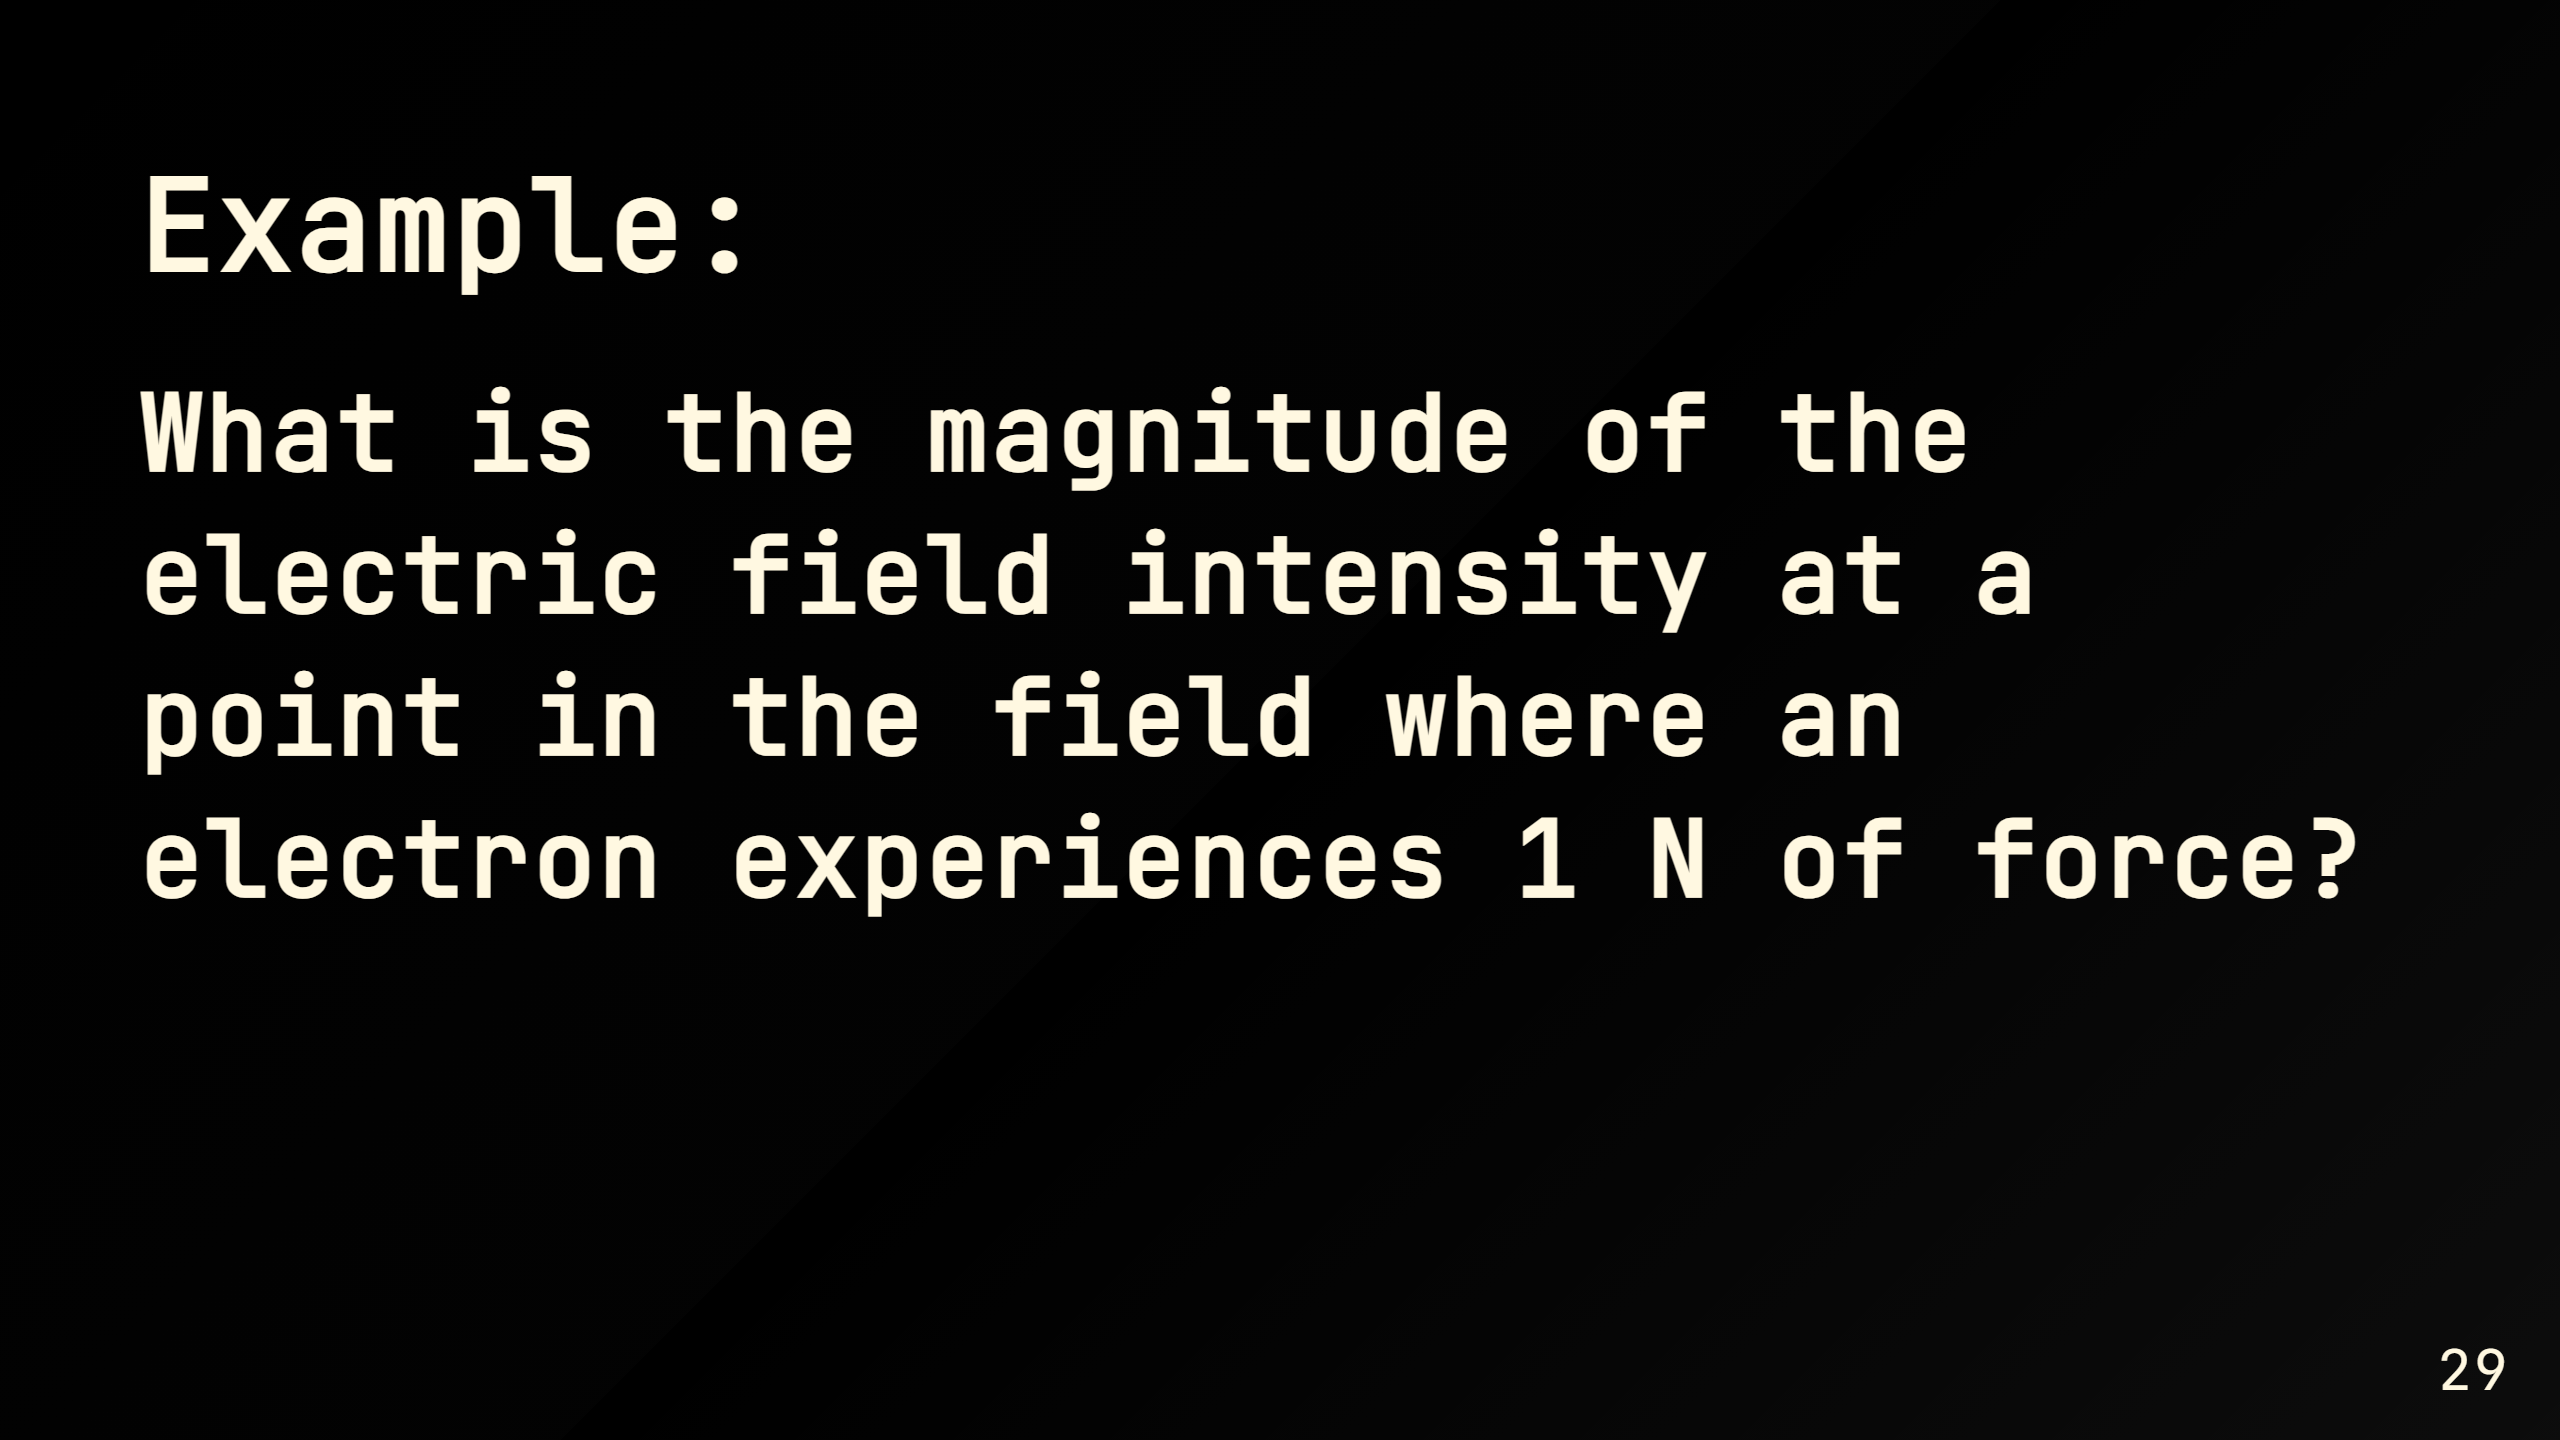 Example:
What is the magnitude of the
electric field intensity at a
point in the field where an
electron experiences 1 N of force?
29